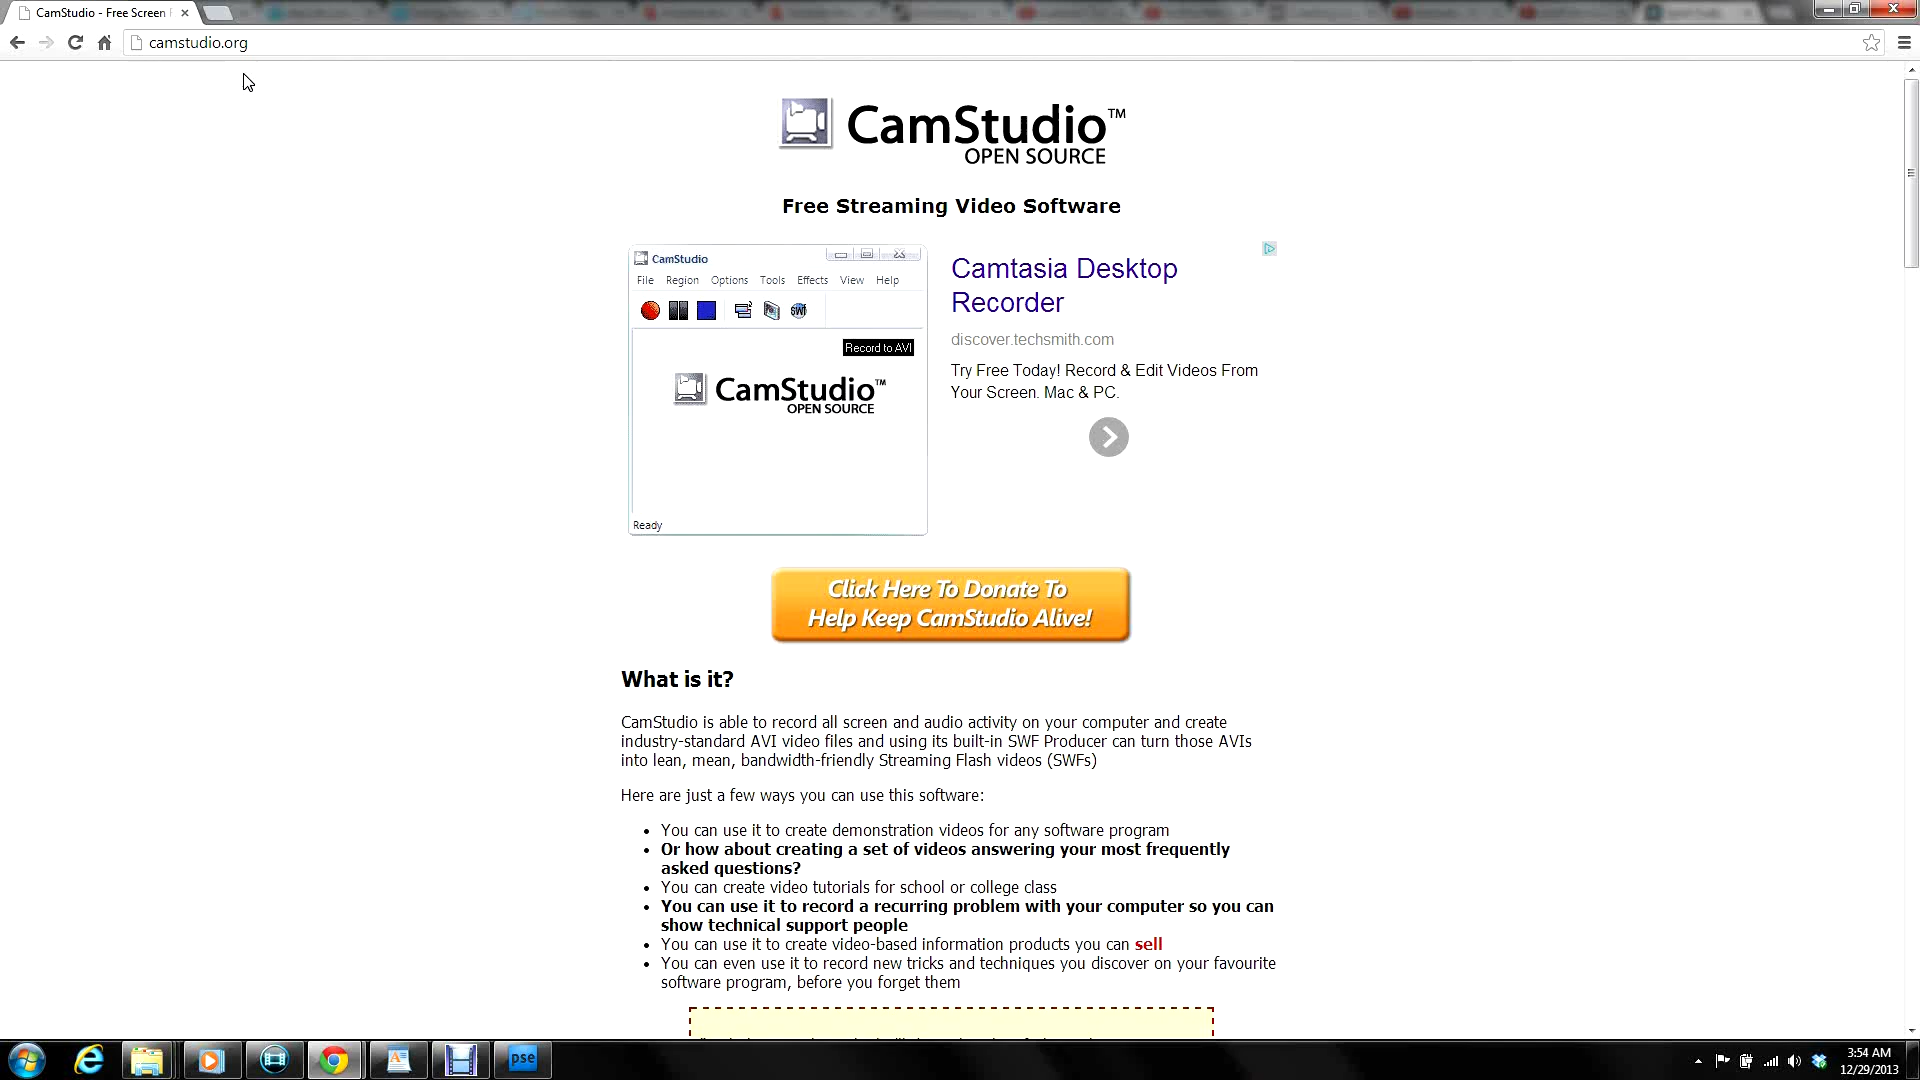 CamStudio - Free Screen
camstudio.org
CamStudio™
OPEN SOURCE
Free Streaming Video Software
CamStudio
File Region Options Tools Effects View Help
Record to AVI
CamStudio™
OPEN SOURCE
Ready
Camtasia Desktop
Recorder
discover.techsmith.com
Try Free Today! Record & Edit Videos From
Your Screen. Mac & PC.
Click Here To Donate To
Help Keep CamStudio Alive!
What is it?
CamStudio is able to record all screen and audio activity on your computer and create
industry-standard AVI video files and using its built-in SWF Producer can turn those AVIs
into lean, mean, bandwidth-friendly Streaming Flash videos (SWFs)
Here are just a few ways you can use this software:
• You can use it to create demonstration videos for any software program
• Or how about creating a set of videos answering your most frequently
asked questions?
• You can create video tutorials for school or college class
• You can use it to record a recurring problem with your computer so you can
show technical support people
• You can use it to create video-based information products you can sell
• You can even use it to record new tricks and techniques you discover on your favourite
software program, before you forget them
pse
3:54 AM
12/29/2013